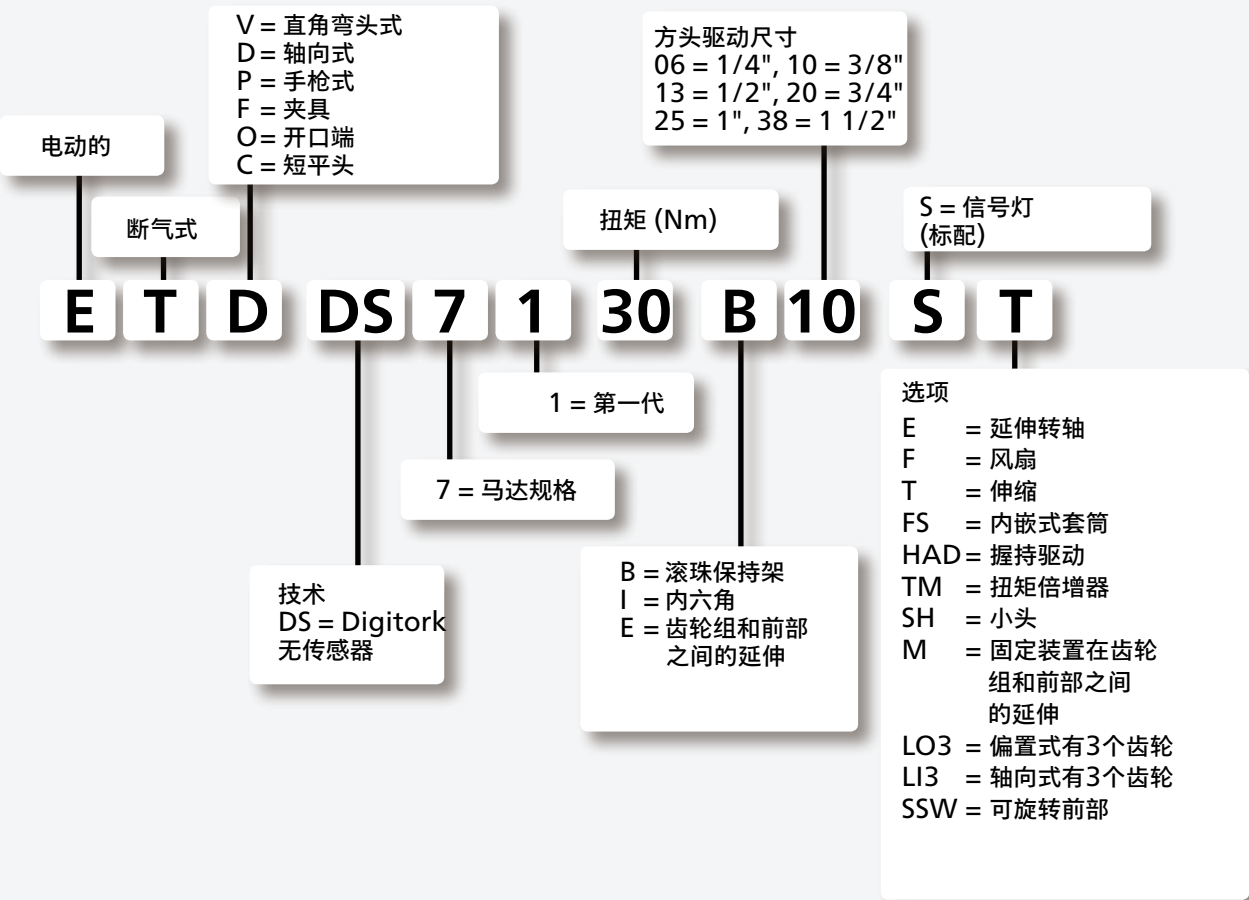 V = 直角弯头式
D = 轴向式
P = 手枪式
F = 夹具
O = 开口端
C = 短平头
方头驱动尺寸
06 = 1/4", 10 = 3/8"
13 = 1/2", 20 = 3/4"
25 = 1", 38 = 1 1/2"
电动的
断气式
扭矩 (Nm)
S = 信号灯
(标配)
E T D DS 7 1 30 B 10 S T
1 = 第一代
7 = 马达规格
技术
DS = Digitork
无传感器
B = 滚珠保持架
I = 内六角
E = 齿轮组和前部
之间的延伸
选项
E = 延伸转轴
F = 风扇
T = 伸缩
FS = 内嵌式套筒
HAD = 握持驱动
TM = 扭矩倍增器
SH = 小头
M = 固定装置在齿轮
组和前部之间
的延伸
LO3 = 偏置式有3个齿轮
LI3 = 轴向式有3个齿轮
SSW = 可旋转前部